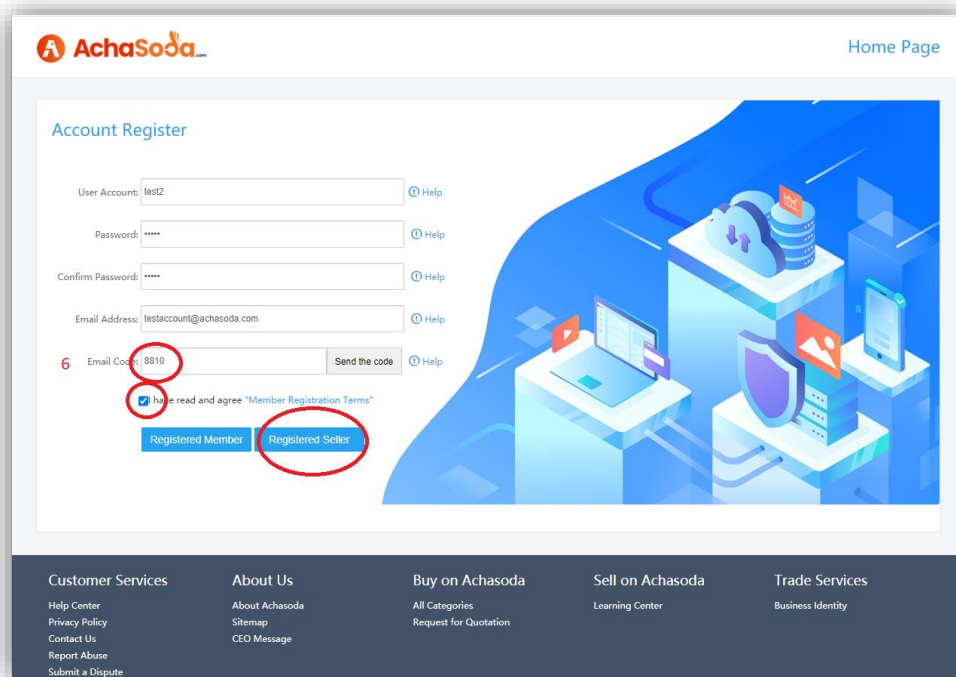 AchaSoda.com
Home Page
Account Register
User Account: test2 Help
Password: ••••• Help
Confirm Password: ••••• Help
Email Address: testaccount@achasoda.com Help
6 Email Code: 8810 Send the code Help
I have read and agree "Member Registration Terms"
Registered Member Registered Seller
Customer Services
Help Center
Privacy Policy
Contact Us
Report Abuse
Submit a Dispute
About Us
About Achasoda
Sitemap
CEO Message
Buy on Achasoda
All Categories
Request for Quotation
Sell on Achasoda
Learning Center
Trade Services
Business Identity